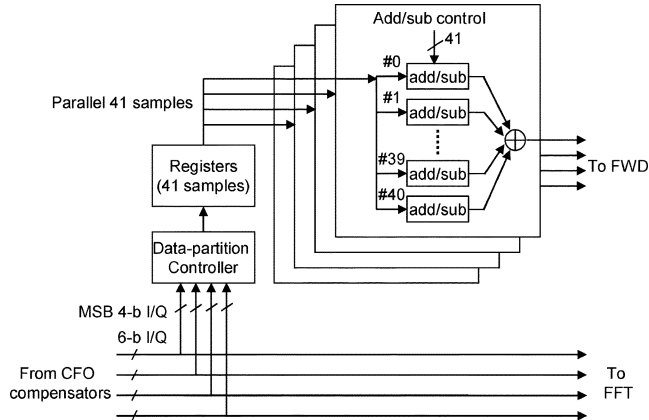 Add/sub control
41
#0
add/sub
#1
add/sub
Parallel 41 samples
Registers
(41 samples)
#39
add/sub
To FWD
#40
add/sub
Data-partition
Controller
MSB 4-b I/Q
6-b I/Q
From CFO
compensators
To
FFT